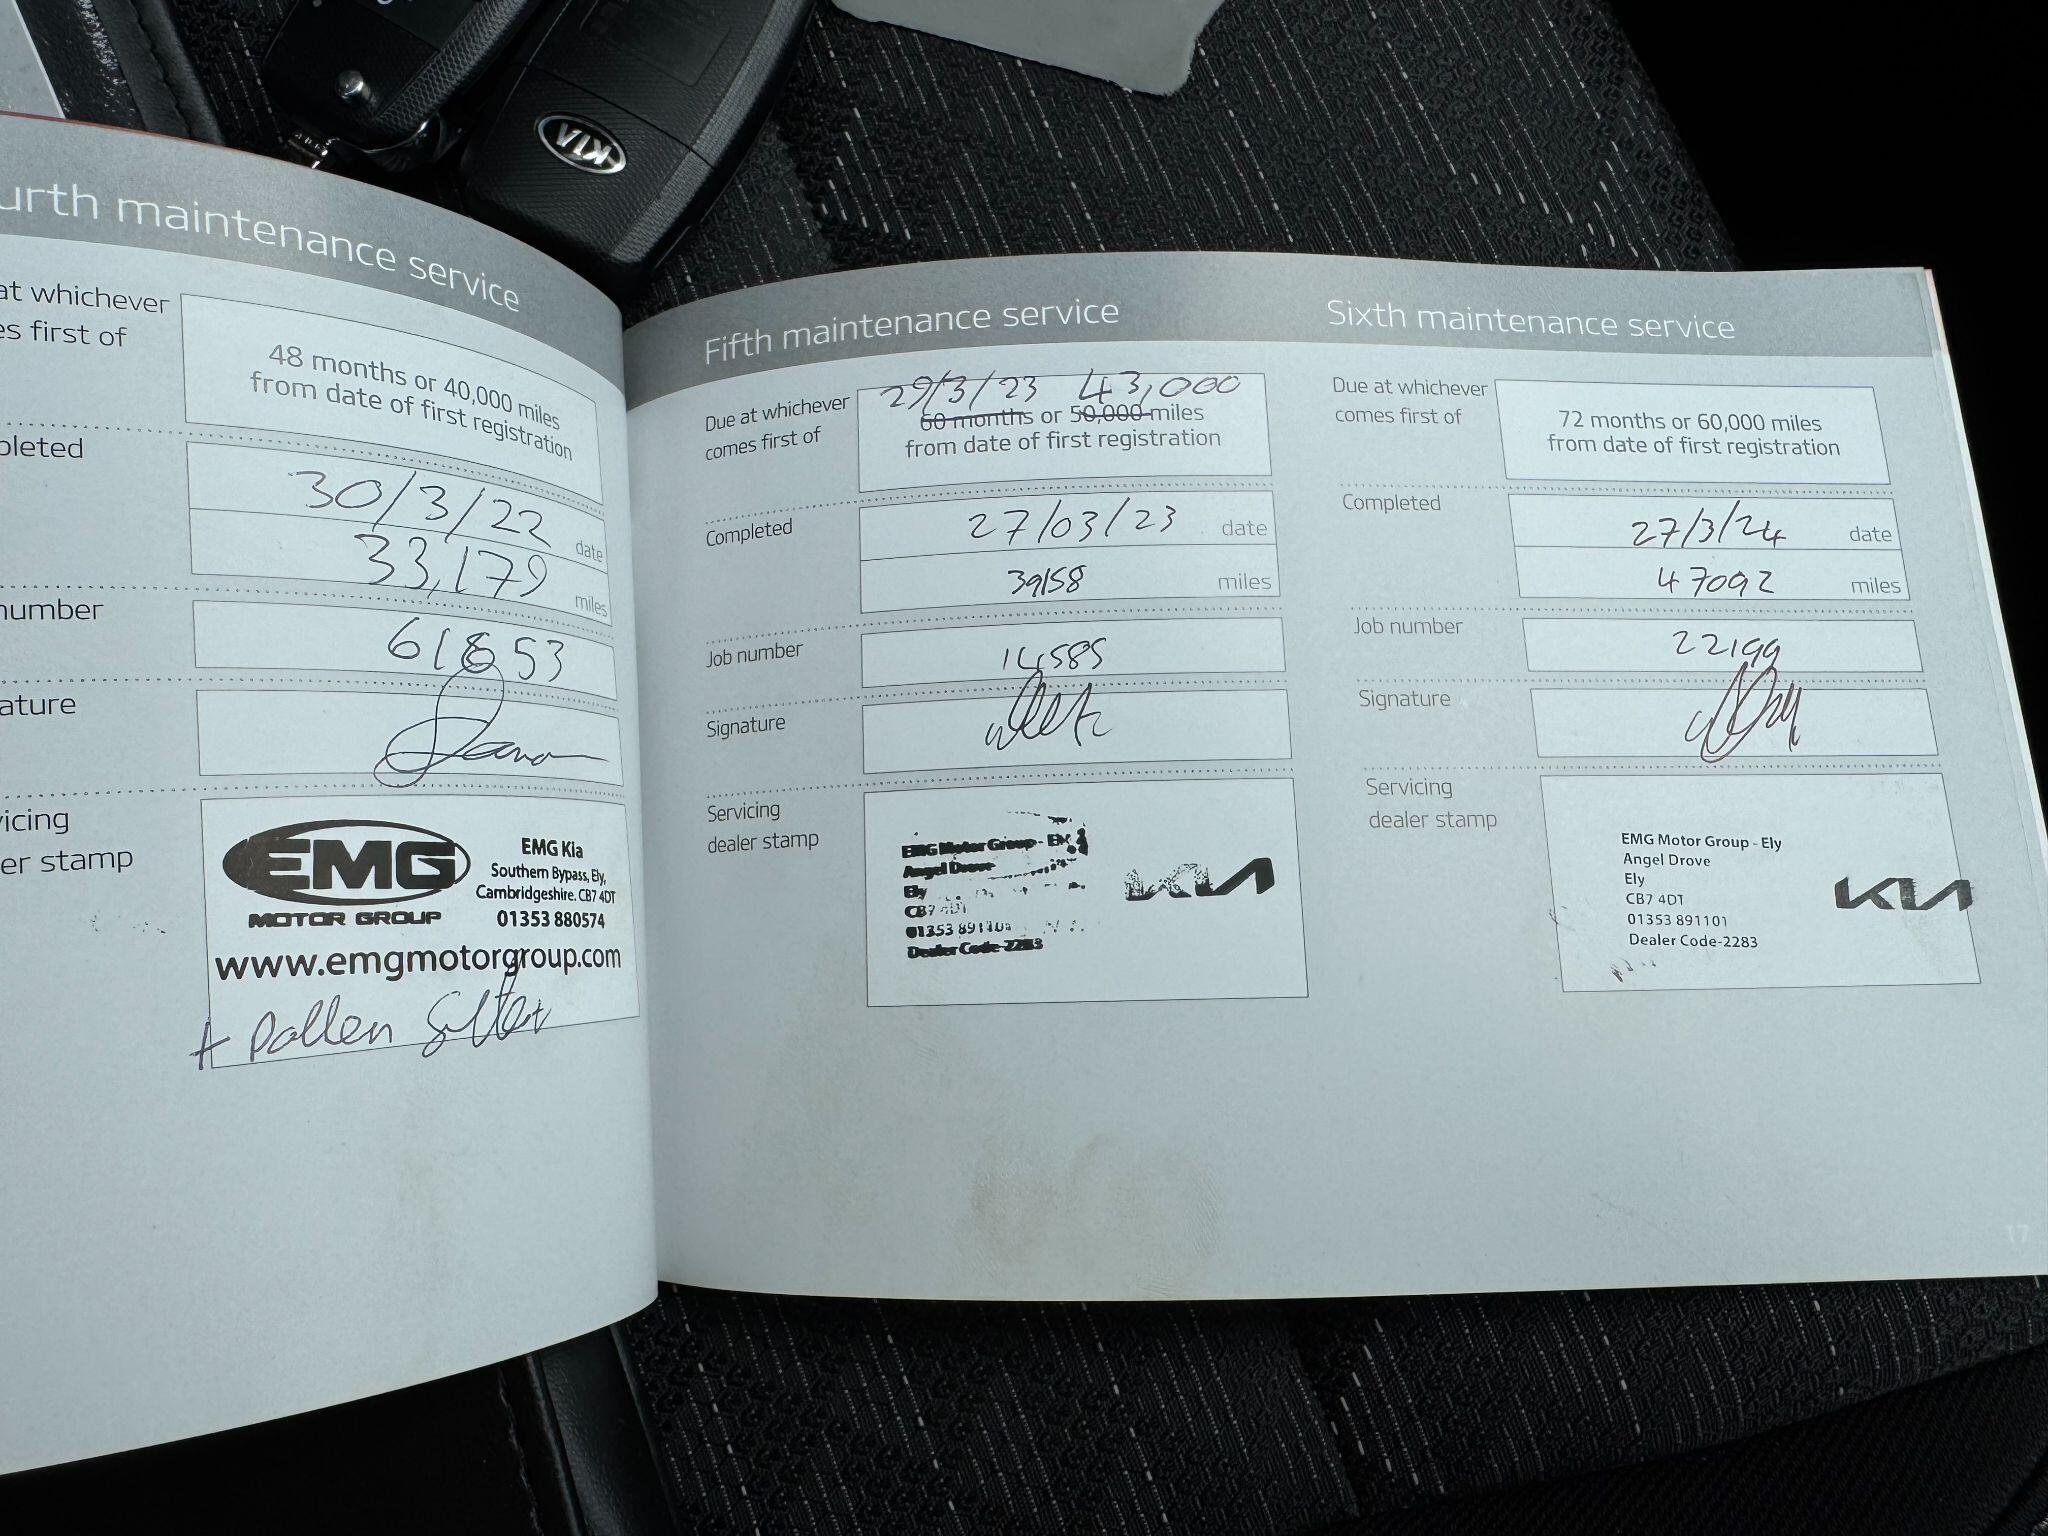 KIA
urth maintenance service
at whichever
es first of
48 months or 40,000 miles
from date of first registration
pleted
30/3/22 date
33,179 miles
number
61853
ature
icing
er stamp
EMG
MOTOR GROUP
EMG Kia
Southern Bypass, Ely,
Cambridgeshire. CB7 4DT
01353 880574
www.emgmotorgroup.com
+ Pollen filter
Fifth maintenance service
Due at whichever
comes first of
29/3/23 43,000
60 months or 50,000 miles
from date of first registration
Completed
27/03/23 date
39158 miles
Job number
14585
Signature
Servicing
dealer stamp
EMG Motor Group -
Angel Drove
Ely
CB7 4DT
01353 89110
Dealer Code-2283
KIA
Sixth maintenance service
Due at whichever
comes first of
72 months or 60,000 miles
from date of first registration
Completed
27/3/24 date
47092 miles
Job number
22199
Signature
Servicing
dealer stamp
EMG Motor Group - Ely
Angel Drove
Ely
CB7 4DT
01353 891101
Dealer Code-2283
KIA
17